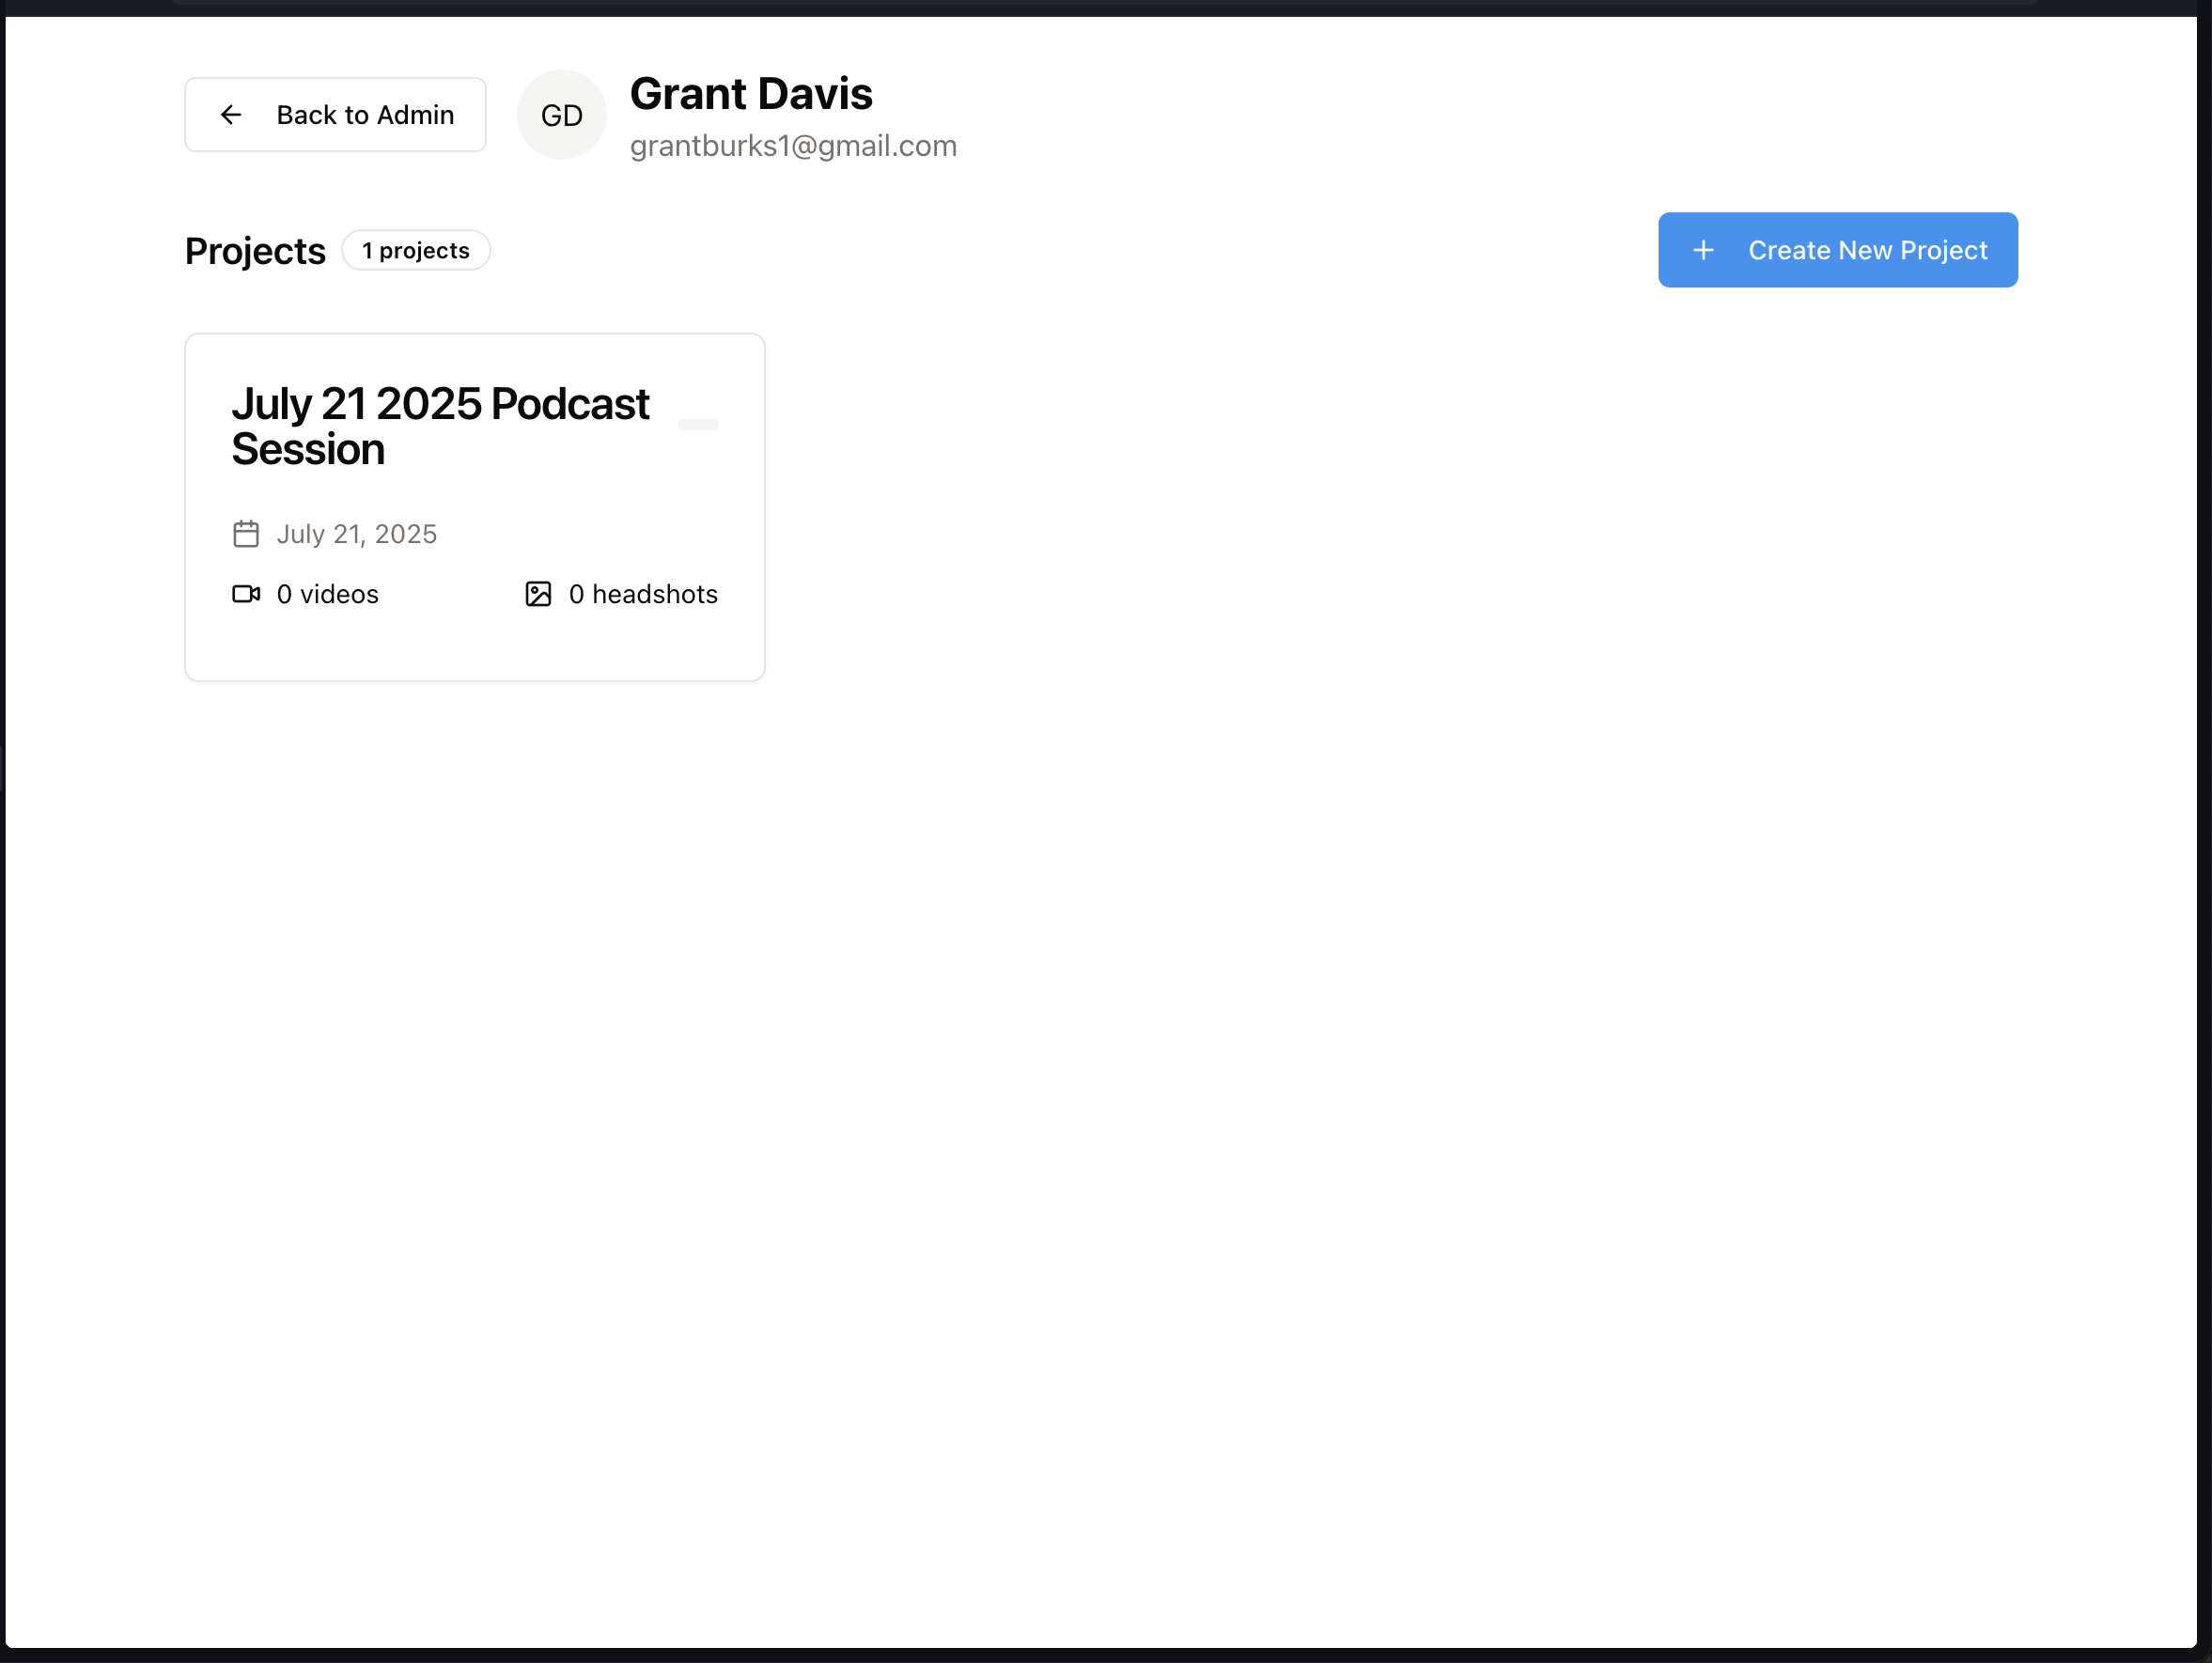 Back to Admin
GD
Grant Davis
grantburks1@gmail.com
Projects
1 projects
Create New Project
July 21 2025 Podcast
Session
July 21, 2025
0 videos
0 headshots